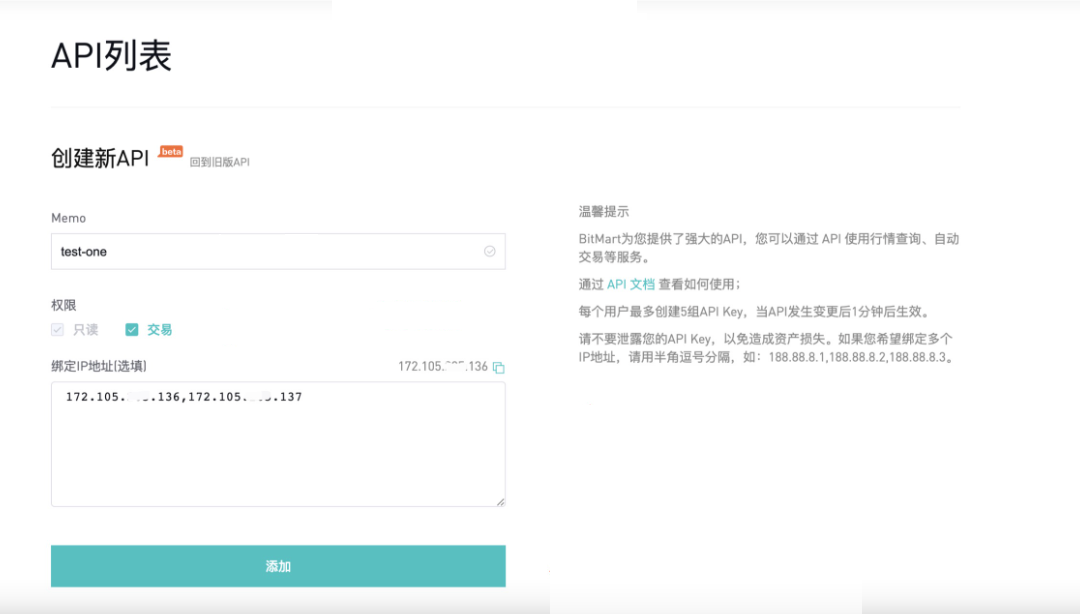 API列表
创建新API beta 回到旧版API
Memo
test-one
权限
只读 交易
绑定IP地址(选填) 172.105. .136
172.105. .136,172.105. .137
添加
温馨提示
BitMart为您提供了强大的API，您可以通过 API 使用行情查询、自动
交易等服务。
通过 API 文档 查看如何使用；
每个用户最多创建5组API Key，当API发生变更后1分钟后生效。
请不要泄露您的API Key，以免造成资产损失。如果您希望绑定多个
IP地址，请用半角逗号分隔，如：188.88.8.1,188.88.8.2,188.88.8.3。